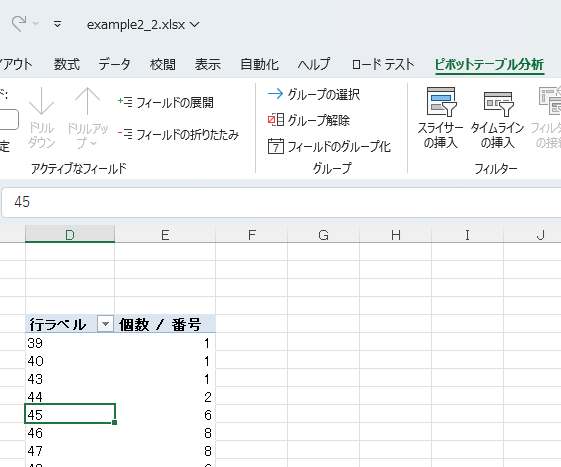 example2_2.xlsx
イアウト 数式 データ 校閲 表示 自動化 ヘルプ ロード テスト ピボットテーブル分析
ド:
定
ドリル
ダウン
ドリルアッ
プ
フィールドの展開
フィールドの折りたたみ
アクティブなフィールド
グループの選択
グループ解除
7 フィールドのグループ化
グループ
スライサー
の挿入
タイムライン
の挿入
フィルタ
の接続
フィルター
45
D E F G H I J
行ラベル 個数 / 番号
39 1
40 1
43 1
44 2
45 6
46 8
47 8